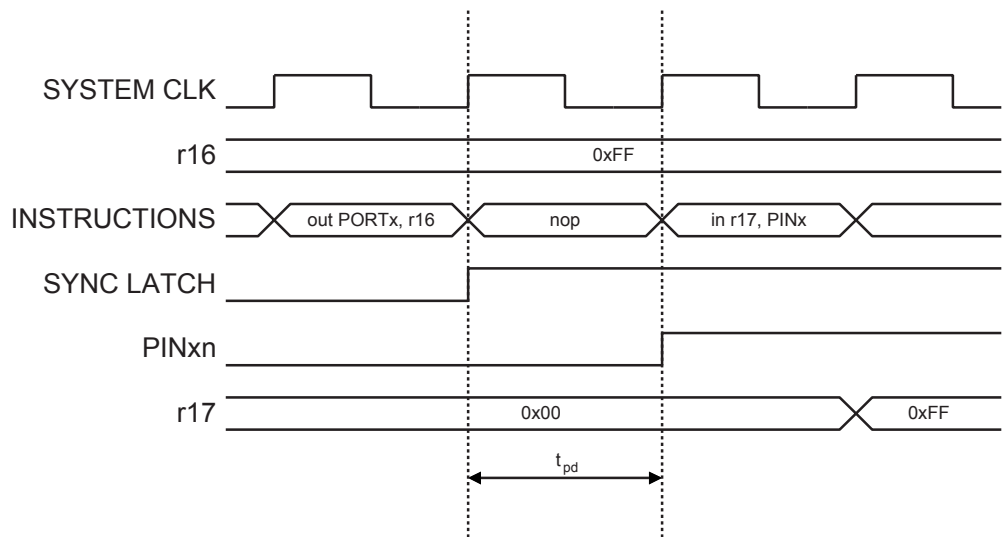 SYSTEM CLK
r16
0xFF
INSTRUCTIONS
out PORTx, r16
nop
in r17, PINx
SYNC LATCH
PINxn
r17
0x00
0xFF
tpd